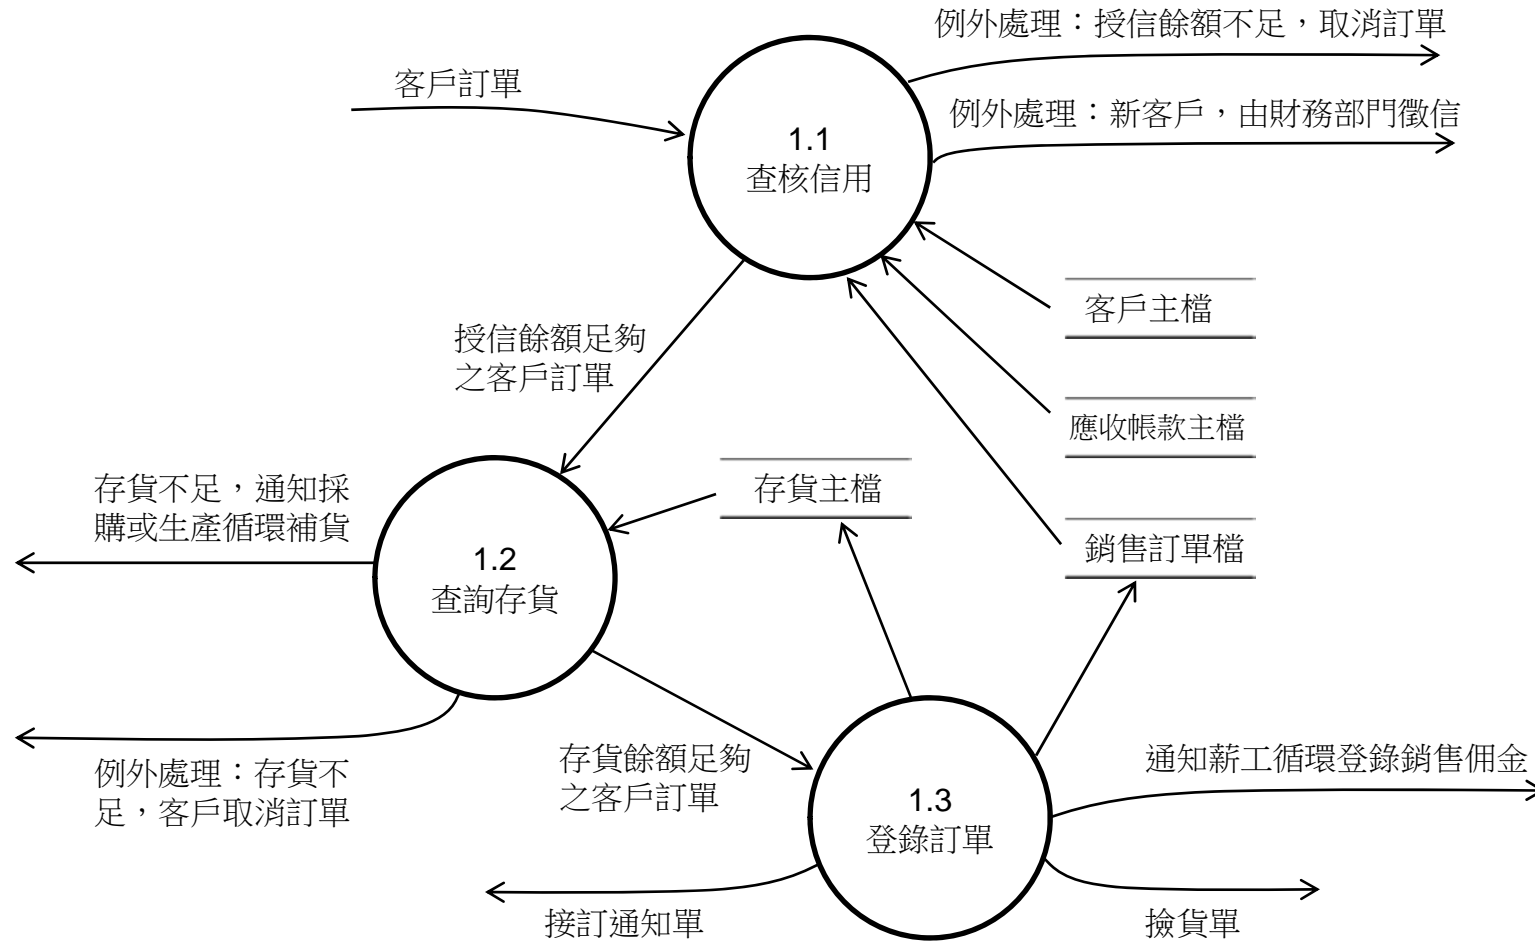 例外處理：授信餘額不足，取消訂單
客戶訂單
例外處理：新客戶，由財務部門徵信
1.1
查核信用
客戶主檔
授信餘額足夠
之客戶訂單
應收帳款主檔
存貨不足，通知採
購或生產循環補貨
存貨主檔
銷售訂單檔
1.2
查詢存貨
例外處理：存貨不
足，客戶取消訂單
存貨餘額足夠
之客戶訂單
通知薪工循環登錄銷售佣金
1.3
登錄訂單
接訂通知單
撿貨單